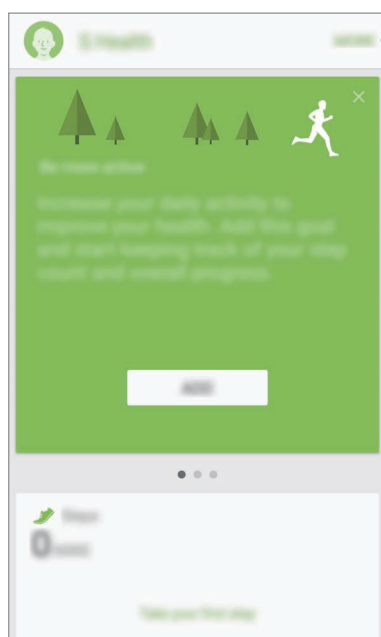 S Health
MORE
Be more active
Increase your daily activity to
improve your health. Add this goal
and start keeping track of your step
count and overall progress.
ADD
Steps
0
Take your first step